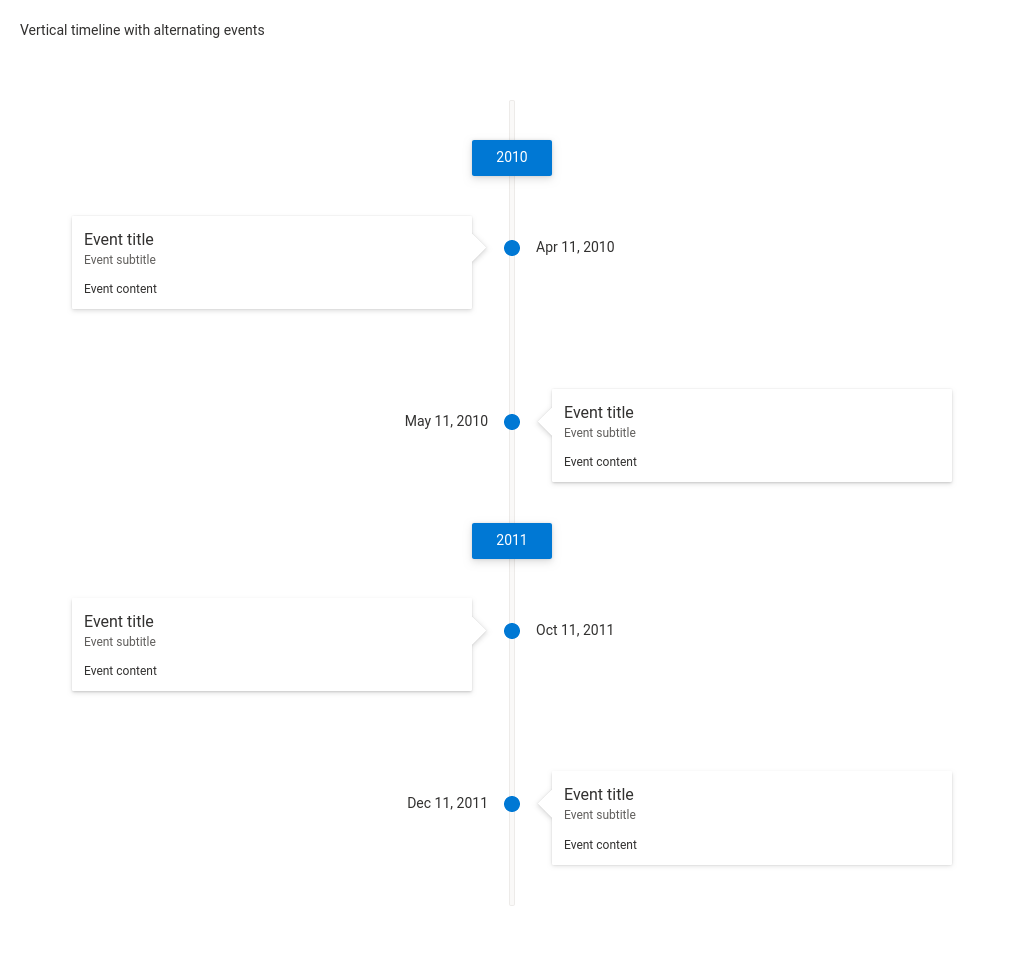 Vertical timeline with alternating events
2010
Event title
Event subtitle
Event content
Apr 11, 2010
May 11, 2010
Event title
Event subtitle
Event content
2011
Event title
Event subtitle
Event content
Oct 11, 2011
Dec 11, 2011
Event title
Event subtitle
Event content